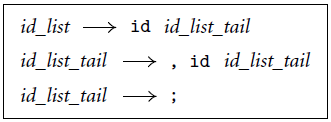 id_list ⟶ id id_list_tail
id_list_tail ⟶ , id id_list_tail
id_list_tail ⟶ ;